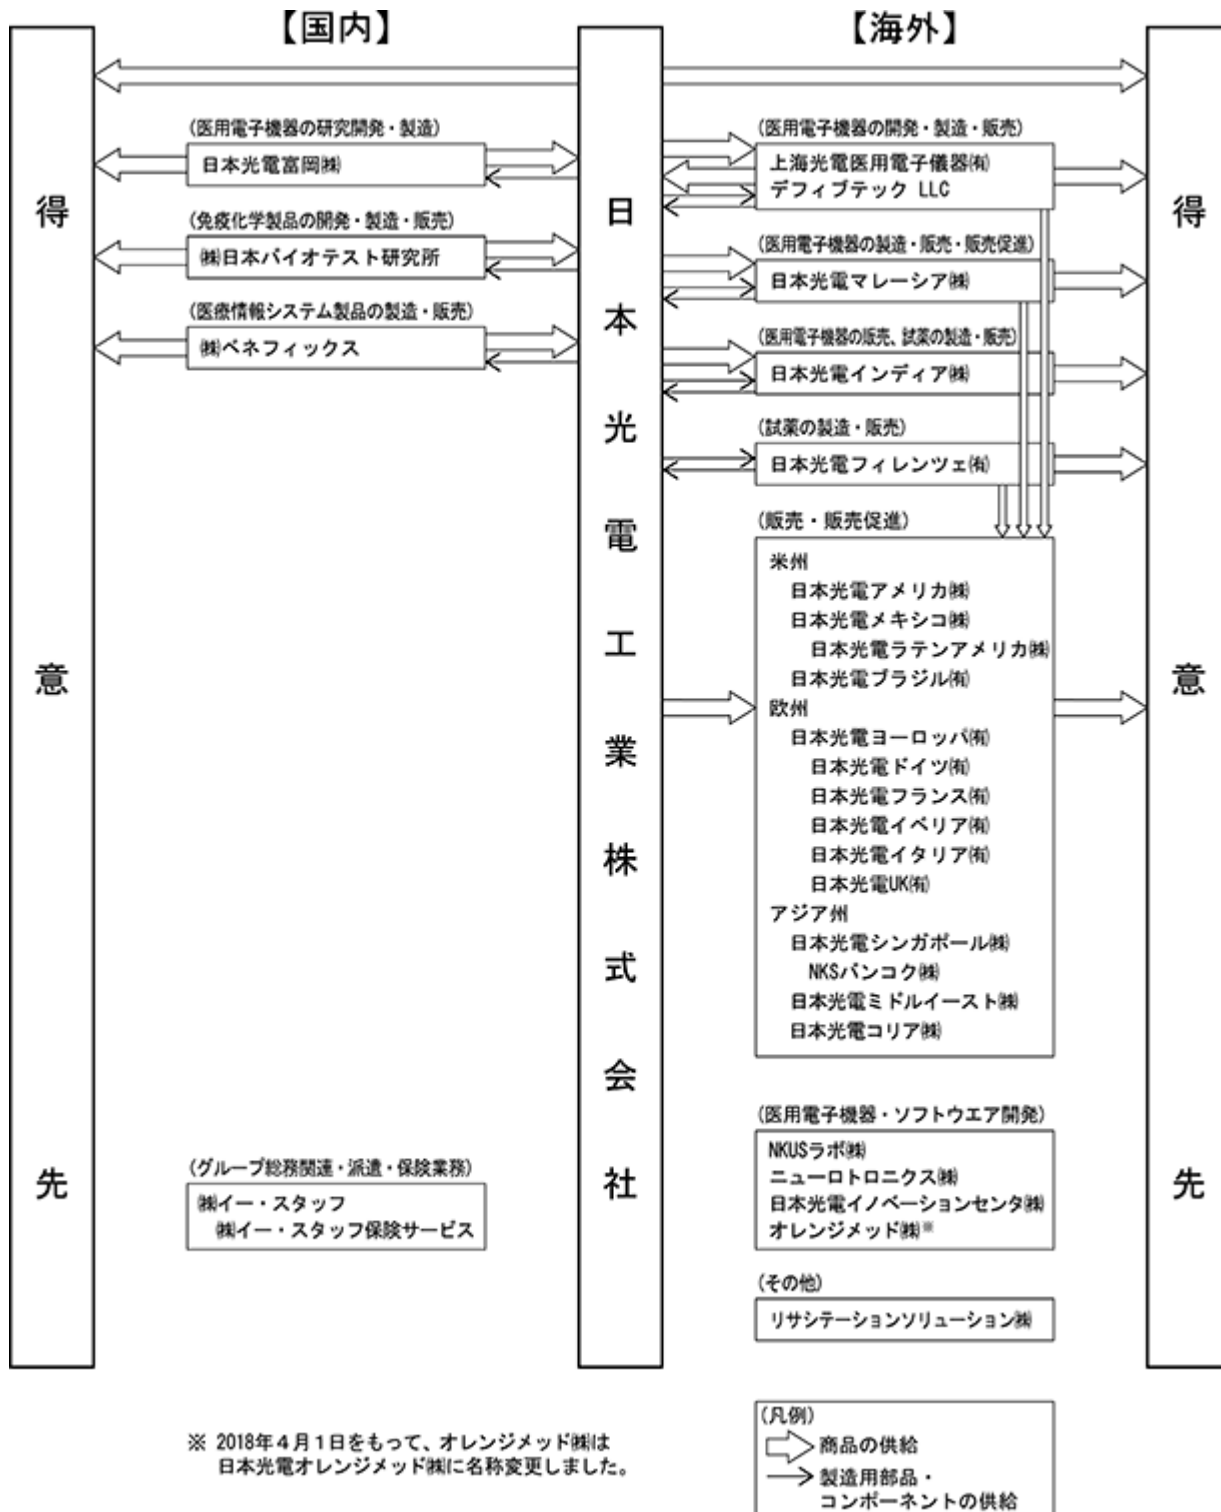 【国内】
【海外】
得意先
日本光電工業株式会社
得意先
(医用電子機器の研究開発・製造)
日本光電富岡㈱
(免疫化学製品の開発・製造・販売)
㈱日本バイオテスト研究所
(医療情報システム製品の製造・販売)
㈱ベネフィックス
(グループ総務関連・派遣・保険業務)
㈱イー・スタッフ
㈱イー・スタッフ保険サービス
(医用電子機器の開発・製造・販売)
上海光電医用電子儀器㈲
デフィブテック LLC
(医用電子機器の製造・販売・販売促進)
日本光電マレーシア㈱
(医用電子機器の販売、試薬の製造・販売)
日本光電インディア㈱
(試薬の製造・販売)
日本光電フィレンツェ㈲
(販売・販売促進)
米州
日本光電アメリカ㈱
日本光電メキシコ㈱
日本光電ラテンアメリカ㈱
日本光電ブラジル㈲
欧州
日本光電ヨーロッパ㈲
日本光電ドイツ㈲
日本光電フランス㈲
日本光電イベリア㈲
日本光電イタリア㈲
日本光電UK㈲
アジア州
日本光電シンガポール㈱
NKSバンコク㈱
日本光電ミドルイースト㈱
日本光電コリア㈱
(医用電子機器・ソフトウエア開発)
NKUSラボ㈱
ニューロトロニクス㈱
日本光電イノベーションセンタ㈱
オレンジメッド㈱※
(その他)
リサシテーションソリューション㈱
※ 2018年4月1日をもって、オレンジメッド㈱は
日本光電オレンジメッド㈱に名称変更しました。
(凡例)
商品の供給
製造用部品・
コンポーネントの供給